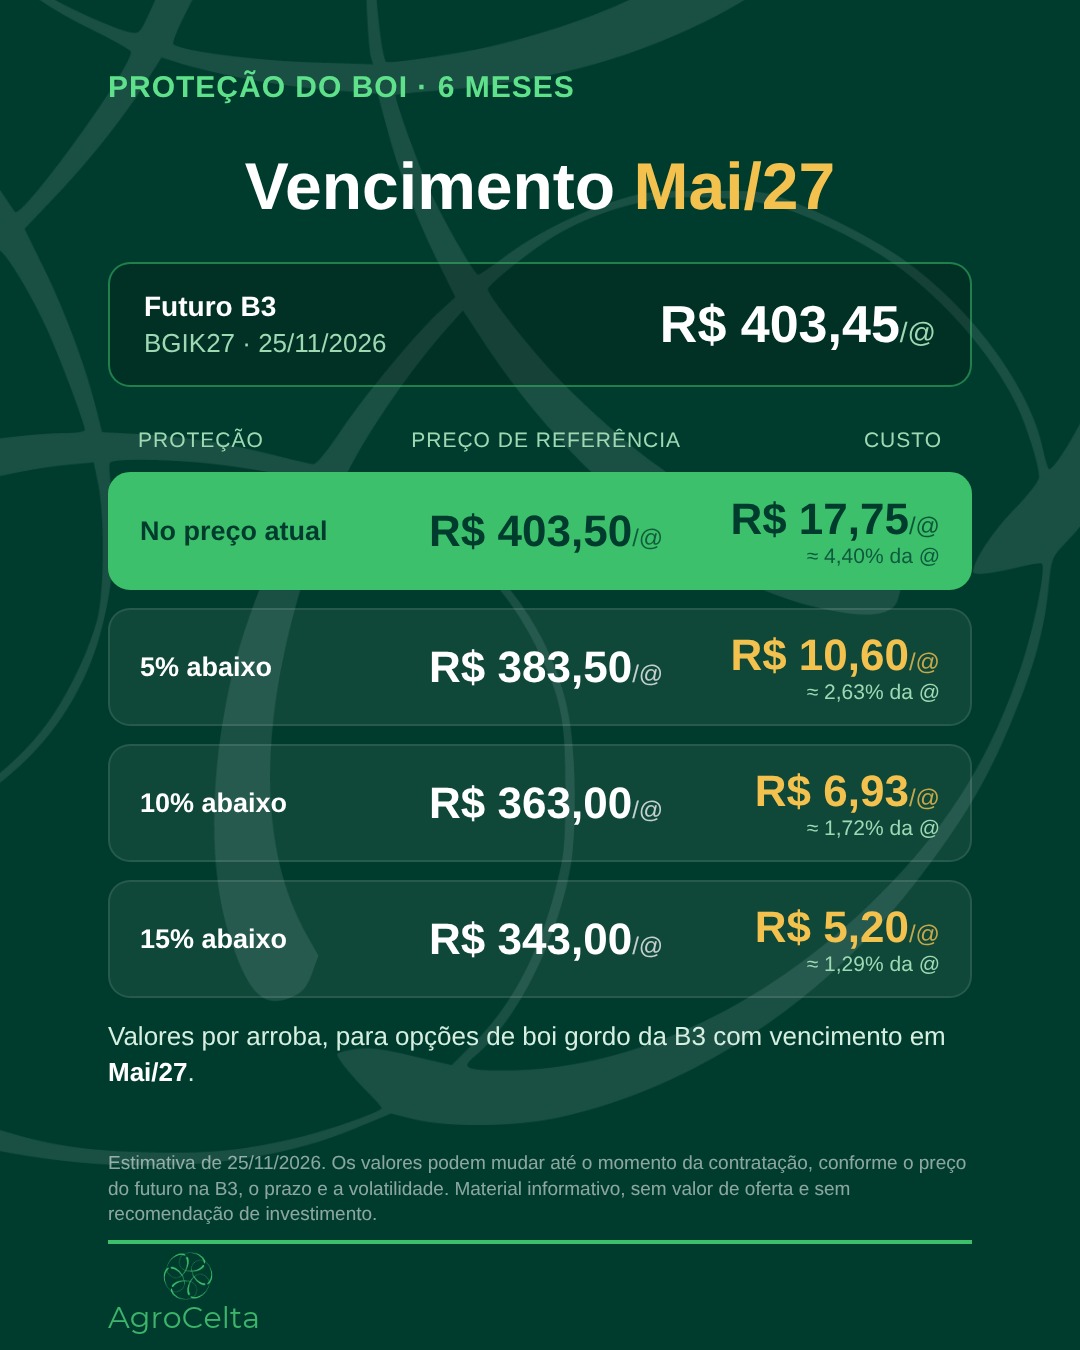 PROTEÇÃO DO BOI · 6 MESES
Vencimento Mai/27
Futuro B3
BGIK27 · 25/11/2026
R$ 403,45/@
PROTEÇÃO PREÇO DE REFERÊNCIA CUSTO
No preço atual R$ 403,50/@ R$ 17,75/@
≈ 4,40% da @
5% abaixo R$ 383,50/@ R$ 10,60/@
≈ 2,63% da @
10% abaixo R$ 363,00/@ R$ 6,93/@
≈ 1,72% da @
15% abaixo R$ 343,00/@ R$ 5,20/@
≈ 1,29% da @
Valores por arroba, para opções de boi gordo da B3 com vencimento em
Mai/27.
Estimativa de 25/11/2026. Os valores podem mudar até o momento da contratação, conforme o preço
do futuro na B3, o prazo e a volatilidade. Material informativo, sem valor de oferta e sem
recomendação de investimento.
AgroCelta